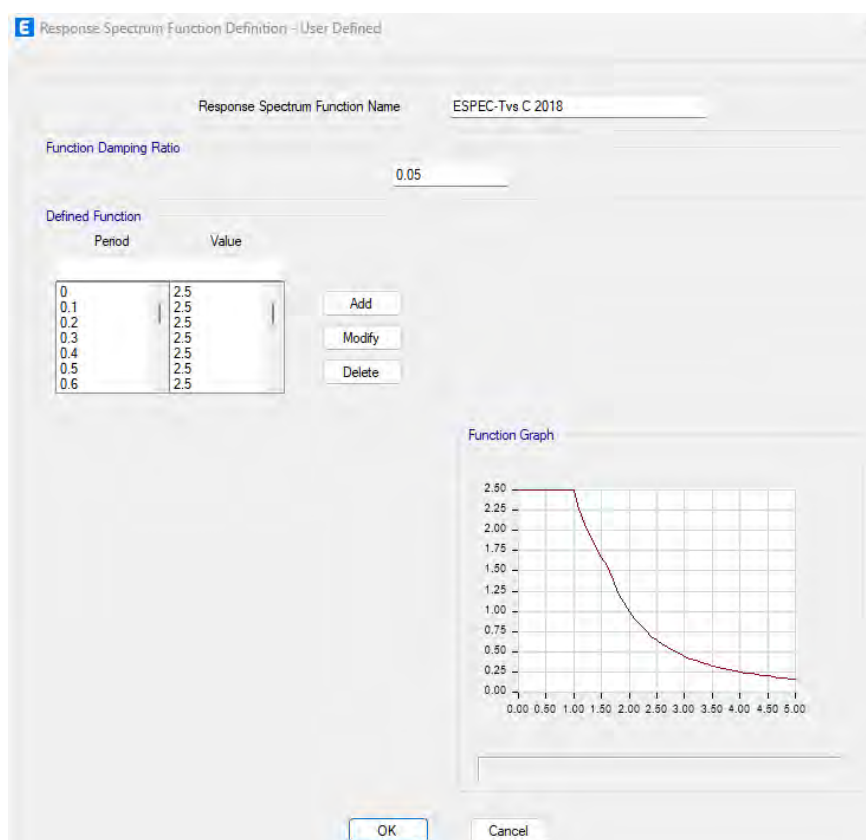 E Response Spectrum Function Definition - User Defined
Response Spectrum Function Name ESPEC-Tvs C 2018
Function Damping Ratio
0.05
Defined Function
Period Value
0 2.5
0.1 2.5
0.2 2.5
0.3 2.5
0.4 2.5
0.5 2.5
0.6 2.5
Add
Modify
Delete
Function Graph
2.50
2.25
2.00
1.75
1.50
1.25
1.00
0.75
0.50
0.25
0.00
0.00 0.50 1.00 1.50 2.00 2.50 3.00 3.50 4.00 4.50 5.00
OK Cancel